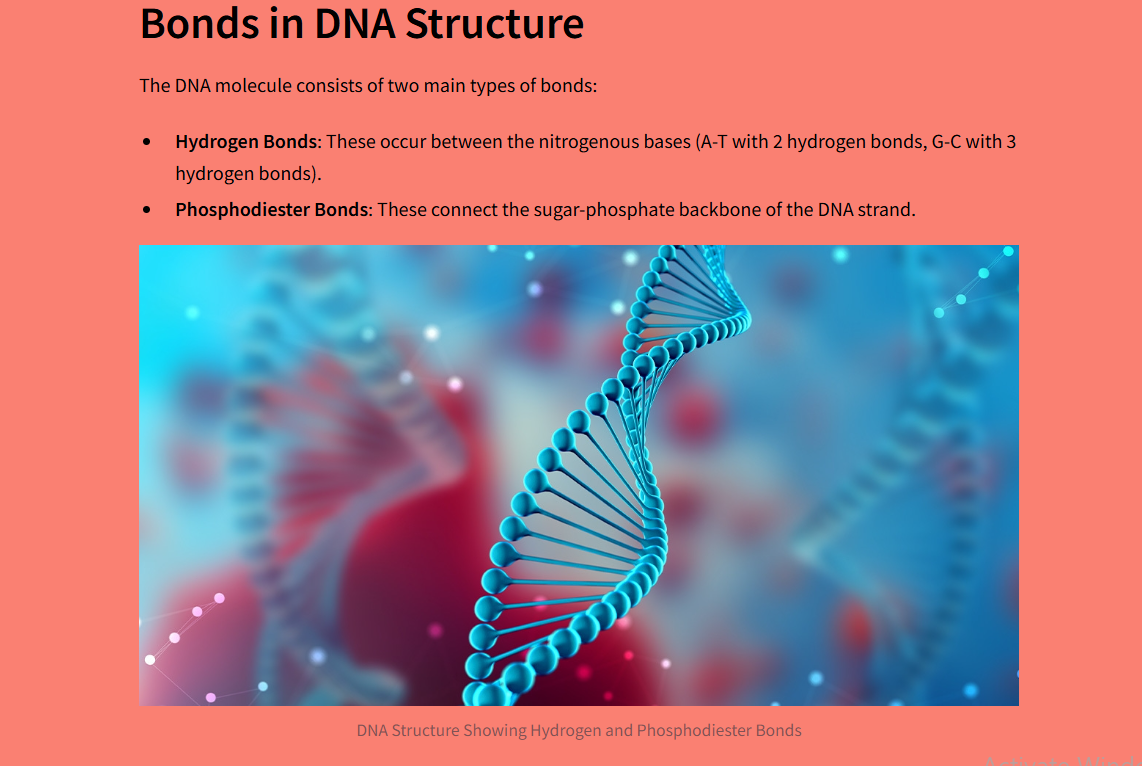 Bonds in DNA Structure
The DNA molecule consists of two main types of bonds:
Hydrogen Bonds: These occur between the nitrogenous bases (A-T with 2 hydrogen bonds, G-C with 3
hydrogen bonds).
Phosphodiester Bonds: These connect the sugar-phosphate backbone of the DNA strand.
DNA Structure Showing Hydrogen and Phosphodiester Bonds